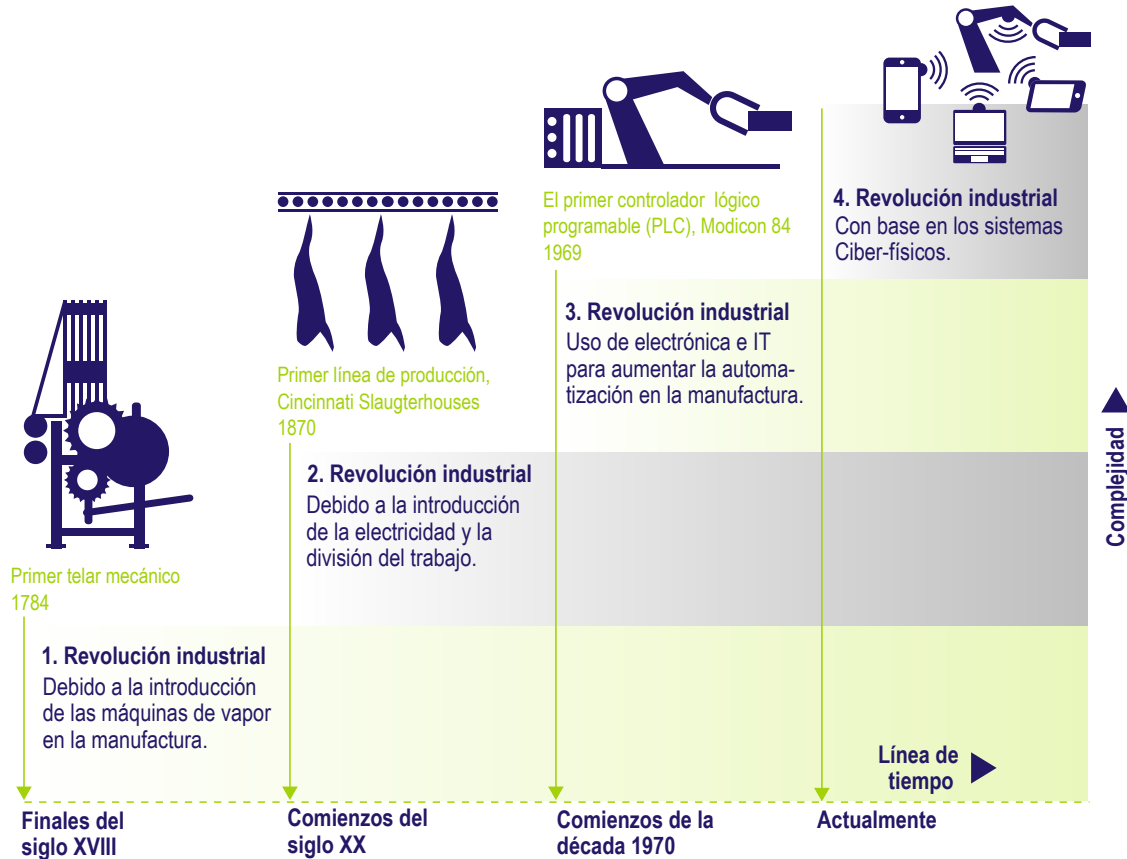 El primer controlador lógico
programable (PLC), Modicon 84
1969
4. Revolución industrial
Con base en los sistemas
Ciber-físicos.
3. Revolución industrial
Uso de electrónica e IT
para aumentar la automa-
tización en la manufactura.
Primer línea de producción,
Cincinnati Slaugterhouses
1870
2. Revolución industrial
Debido a la introducción
de la electricidad y la
división del trabajo.
Primer telar mecánico
1784
1. Revolución industrial
Debido a la introducción
de las máquinas de vapor
en la manufactura.
Complejidad
Línea de
tiempo
Finales del
siglo XVIII
Comienzos del
siglo XX
Comienzos de la
década 1970
Actualmente